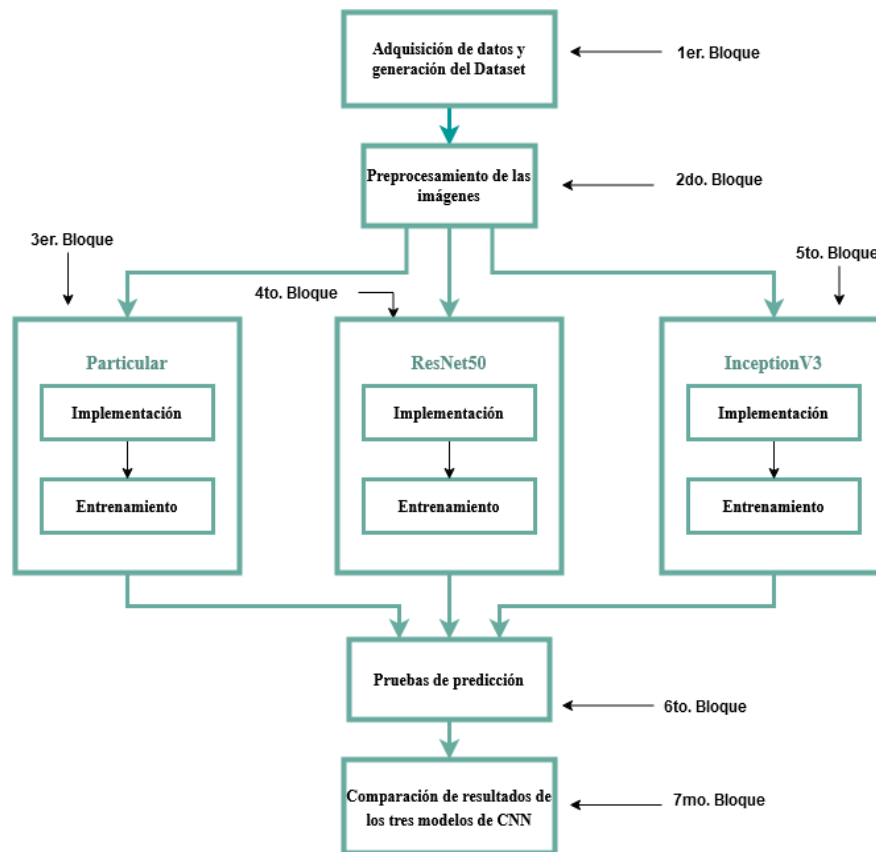 Adquisición de datos y
generación del Dataset
1er. Bloque
Preprocesamiento de las
imágenes
2do. Bloque
3er. Bloque
4to. Bloque
5to. Bloque
Particular
Implementación
Entrenamiento
ResNet50
Implementación
Entrenamiento
InceptionV3
Implementación
Entrenamiento
Pruebas de predicción
6to. Bloque
Comparación de resultados de
los tres modelos de CNN
7mo. Bloque